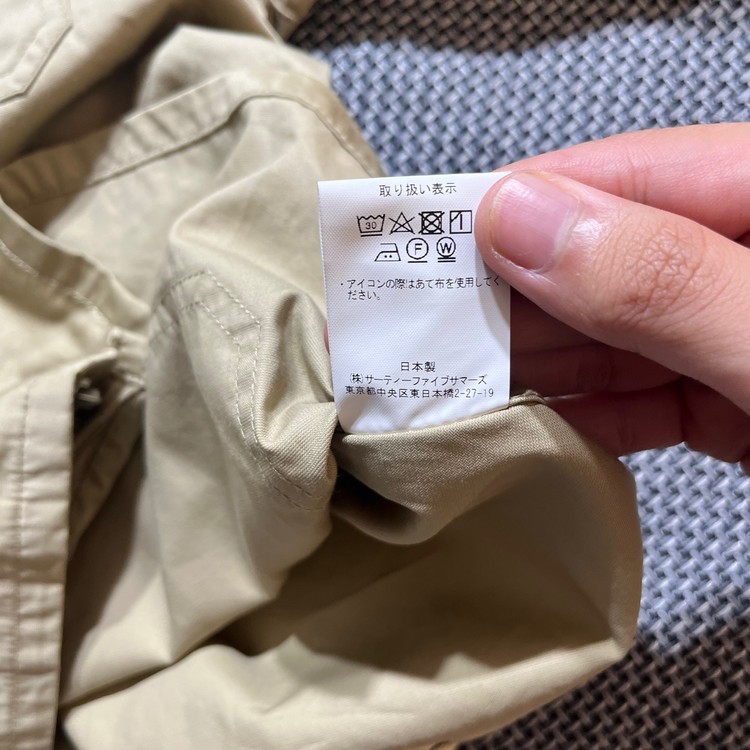 取り扱い表示
30
F W
・アイコンの際はあて布を使用してく
ださい。
日本製
(株)サーティーファイブサマーズ
東京都中央区東日本橋2-27-19